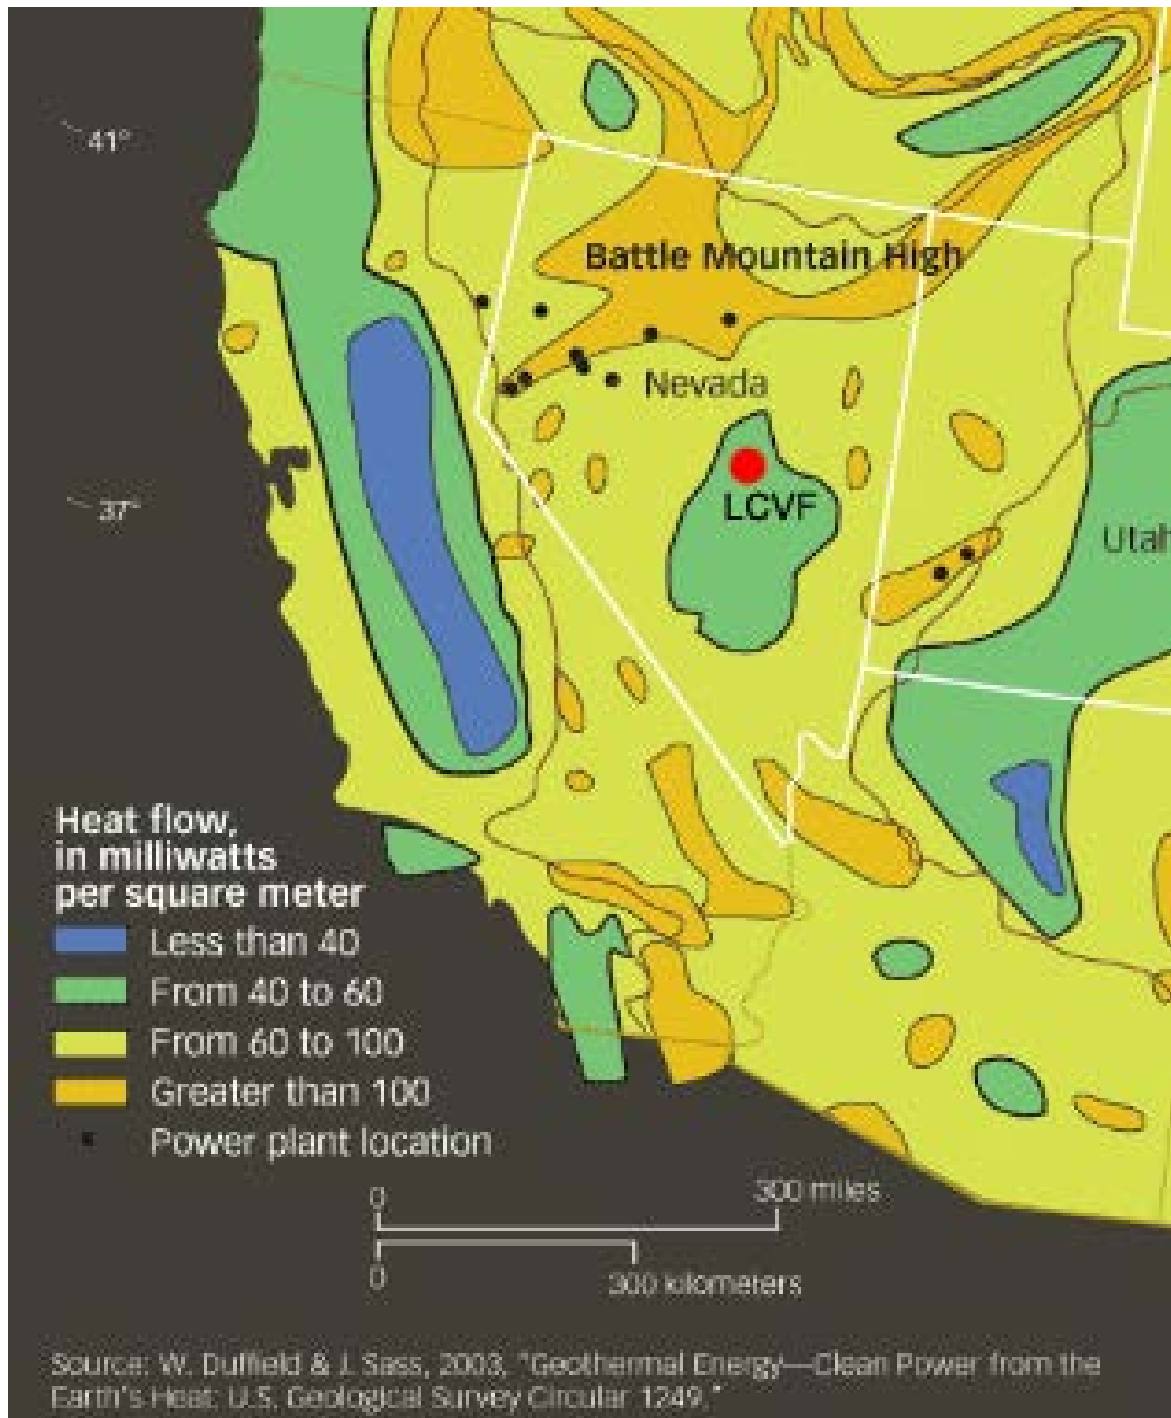 41°
Battle Mountain High
Nevada
37°
LCVF
Utah
Heat flow,
in milliwatts
per square meter
Less than 40
From 40 to 60
From 60 to 100
Greater than 100
Power plant location
0
300 miles
0
300 kilometers
Source: W. Duffield & J. Sass, 2003, "Geothermal Energy—Clean Power from the
Earth's Heat: U.S. Geological Survey Circular 1249."